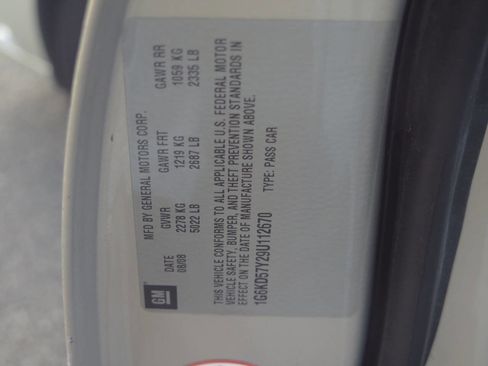 MFD BY GENERAL MOTORS CORP.
DATE GVWR GAWR FRT GAWR RR
08/08 2278 KG 1219 KG 1059 KG
5022 LB 2687 LB 2335 LB
GM
THIS VEHICLE CONFORMS TO ALL APPLICABLE U.S. FEDERAL MOTOR
VEHICLE SAFETY, BUMPER, AND THEFT PREVENTION STANDARDS IN
EFFECT ON THE DATE OF MANUFACTURE SHOWN ABOVE.
1G6KD57Y29U112670 TYPE: PASS CAR